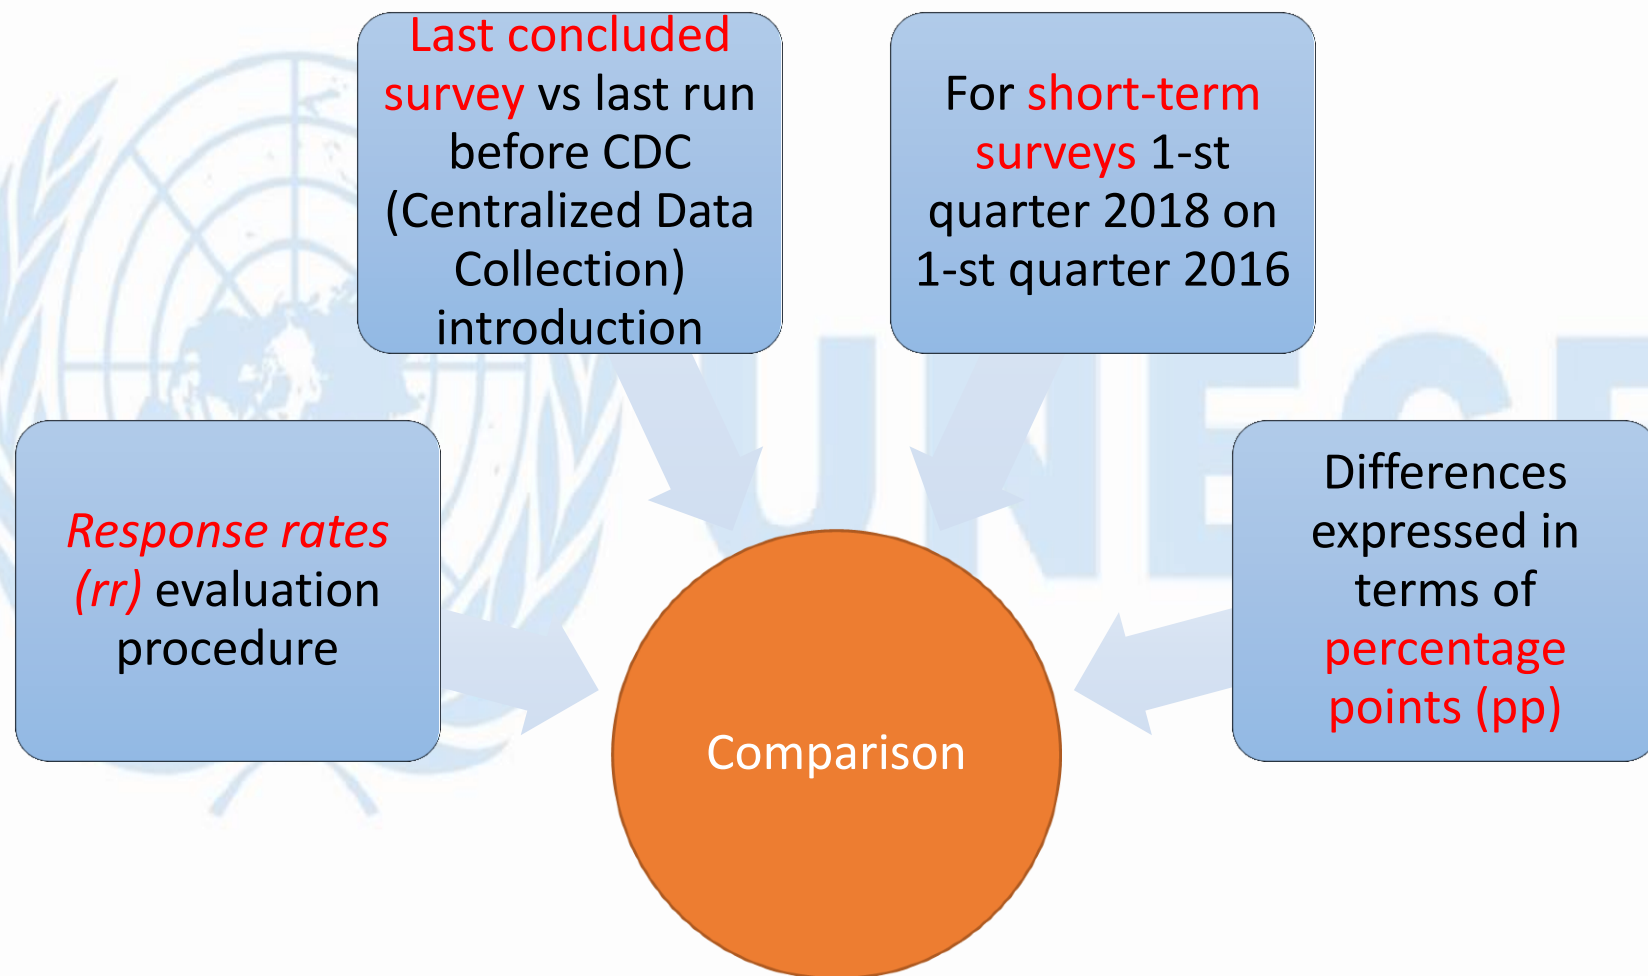 Last concluded
survey vs last run
before CDC
(Centralized Data
Collection)
introduction
For short-term
surveys 1-st
quarter 2018 on
1-st quarter 2016
Response rates
(rr) evaluation
procedure
Differences
expressed in
terms of
percentage
points (pp)
Comparison
UNECE